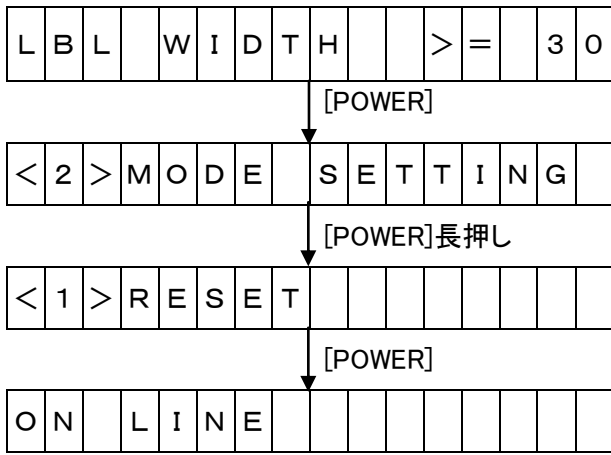 LBL WIDTH  >= 30
[POWER]
<2>MODE SETTING
[POWER]長押し
<1>RESET
[POWER]
ON LINE